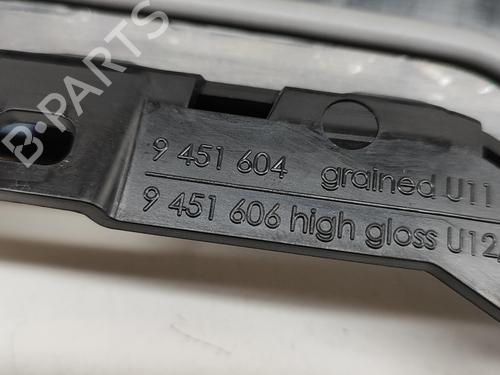 B-PARTS
9 451 604 grained U11
9 451 606 high gloss U12,